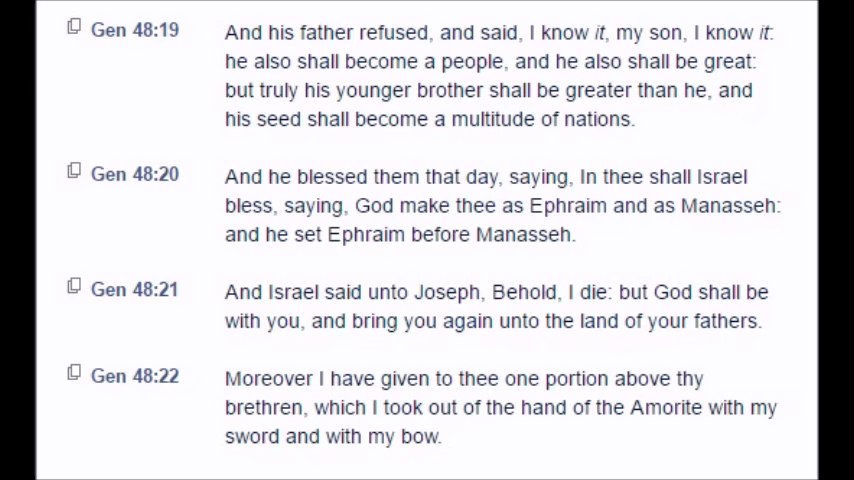 Gen 48:19 And his father refused, and said, I know it, my son, I know it:
he also shall become a people, and he also shall be great:
but truly his younger brother shall be greater than he, and
his seed shall become a multitude of nations.
Gen 48:20 And he blessed them that day, saying, In thee shall Israel
bless, saying, God make thee as Ephraim and as Manasseh:
and he set Ephraim before Manasseh.
Gen 48:21 And Israel said unto Joseph, Behold, I die: but God shall be
with you, and bring you again unto the land of your fathers.
Gen 48:22 Moreover I have given to thee one portion above thy
brethren, which I took out of the hand of the Amorite with my
sword and with my bow.